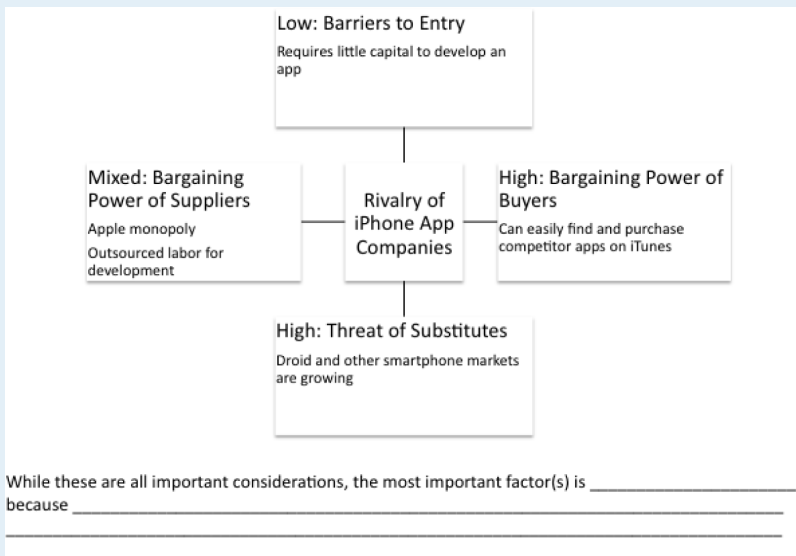 Low: Barriers to Entry
Requires little capital to develop an
app
Mixed: Bargaining
Power of Suppliers
Apple monopoly
Outsourced labor for
development
Rivalry of
iPhone App
Companies
High: Bargaining Power of
Buyers
Can easily find and purchase
competitor apps on iTunes
High: Threat of Substitutes
Droid and other smartphone markets
are growing
While these are all important considerations, the most important factor(s) is ____________________
because ____________________